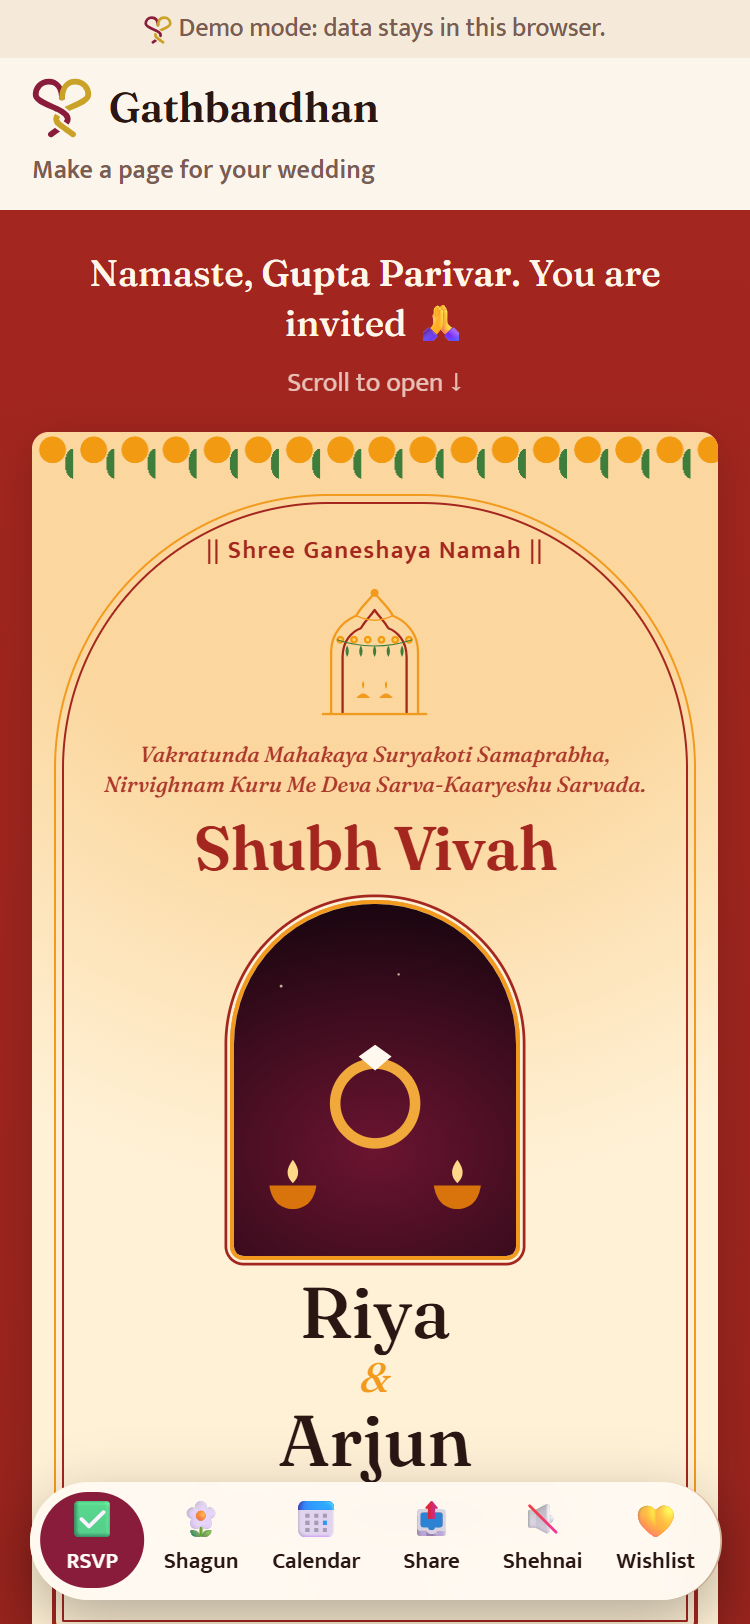 Demo mode: data stays in this browser.
Gathbandhan
Make a page for your wedding
Namaste, Gupta Parivar. You are
invited 🙏
Scroll to open ↓
|| Shree Ganeshaya Namah ||
Vakratunda Mahakaya Suryakoti Samaprabha,
Nirvighnam Kuru Me Deva Sarva-Kaaryeshu Sarvada.
Shubh Vivah
Riya
&
Arjun
RSVP Shagun Calendar Share Shehnai Wishlist